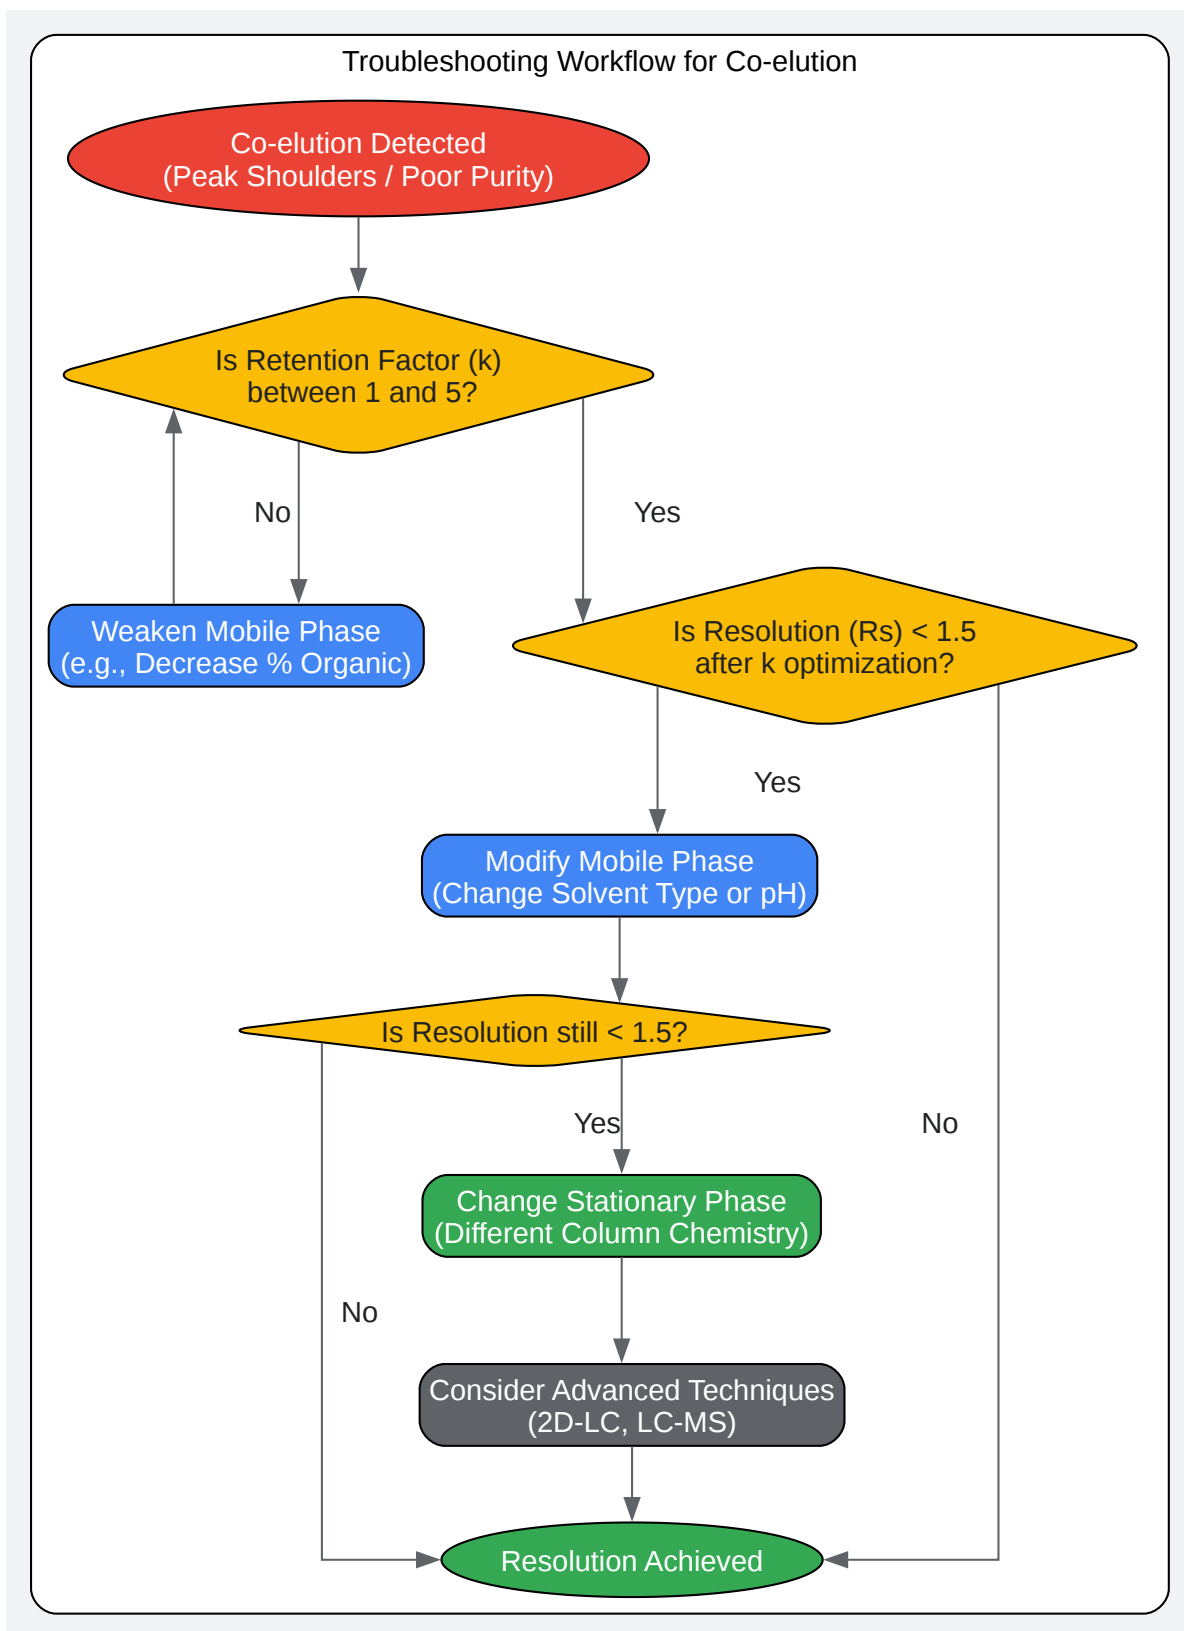 Troubleshooting Workflow for Co-elution
Co-elution Detected
(Peak Shoulders / Poor Purity)
Is Retention Factor (k)
between 1 and 5?
No
Yes
Weaken Mobile Phase
(e.g., Decrease % Organic)
Is Resolution (Rs) < 1.5
after k optimization?
Yes
Modify Mobile Phase
(Change Solvent Type or pH)
Is Resolution still < 1.5?
Yes
No
Change Stationary Phase
(Different Column Chemistry)
No
Consider Advanced Techniques
(2D-LC, LC-MS)
Resolution Achieved